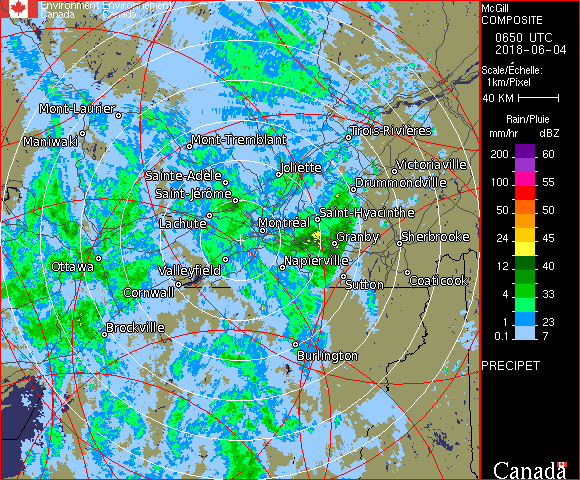 Environment Environnement
Canada Canada
McGill
COMPOSITE
0650 UTC
2018-06-04
Scale/Échelle:
1km/Pixel
40 KM
Rain/Pluie
mm/hr dBZ
200 60
100 55
50 50
24 45
12 40
4 33
1 23
0.1 7
PRECIPET
Canada
Mont-Laurier
Maniwaki
Mont-Tremblant
Trois-Rivières
Joliette
Victoriaville
Sainte-Adèle
Drummondville
Saint-Jérôme
Saint-Hyacinthe
Lachute
Montréal
Granby
Sherbrooke
Ottawa
Valleyfield
Napierville
Cornwall
Sutton
Coaticook
Brockville
Burlington